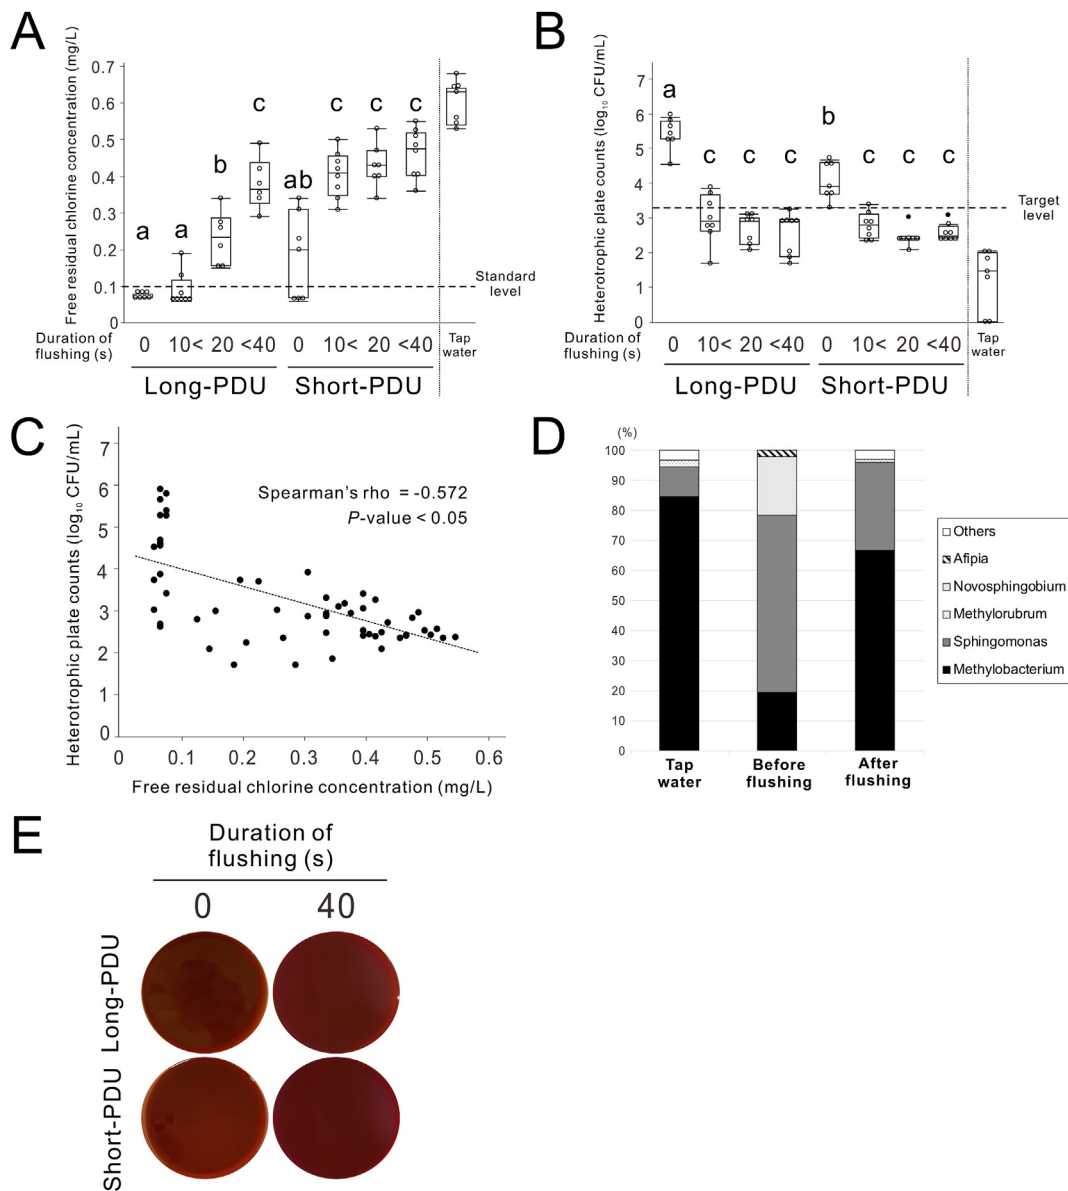 A
Free residual chlorine concentration (mg/L)
0.7
0.6
0.5
0.4
0.3
0.2
0.1
0
a
a
b
c
ab
c
c
c
Standard
level
Duration of
flushing (s)
0 10< 20 <40 0 10< 20 <40
Tap
water
Long-PDU Short-PDU
B
Heterotrophic plate counts (log10 CFU/mL)
7
6
5
4
3
2
1
0
a
c
c
c
b
c
c
c
Target
level
Duration of
flushing (s)
0 10< 20 <40 0 10< 20 <40
Tap
water
Long-PDU Short-PDU
C
Heterotrophic plate counts (log10 CFU/mL)
7
6
5
4
3
2
1
0
Spearman's rho = -0.572
P-value < 0.05
0 0.1 0.2 0.3 0.4 0.5 0.6
Free residual chlorine concentration (mg/L)
D
(%)
100
90
80
70
60
50
40
30
20
10
0
Tap
water
Before
flushing
After
flushing
Others
Afipia
Novosphingobium
Methylorubrum
Sphingomonas
Methylobacterium
E
Duration of
flushing (s)
0 40
Long-PDU
Short-PDU